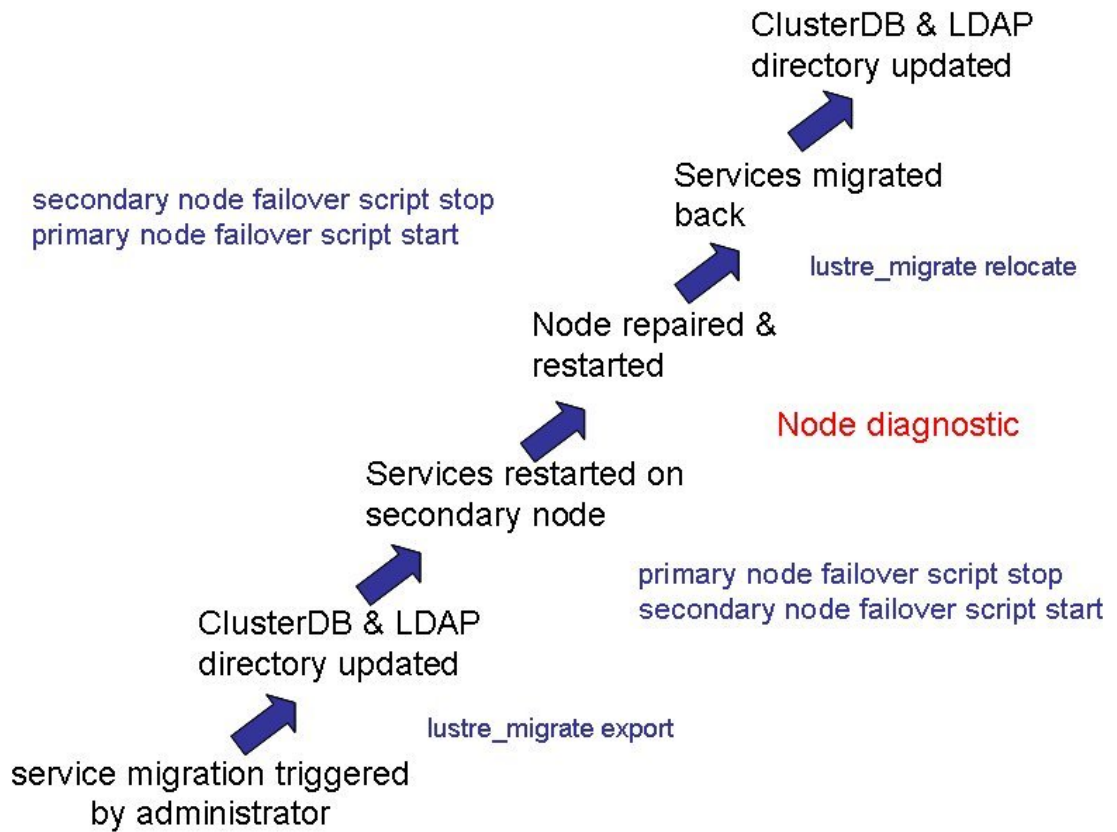 ClusterDB & LDAP
directory updated
Services migrated
back
secondary node failover script stop
primary node failover script start
lustre_migrate relocate
Node repaired &
restarted
Node diagnostic
Services restarted on
secondary node
primary node failover script stop
secondary node failover script start
ClusterDB & LDAP
directory updated
lustre_migrate export
service migration triggered
by administrator